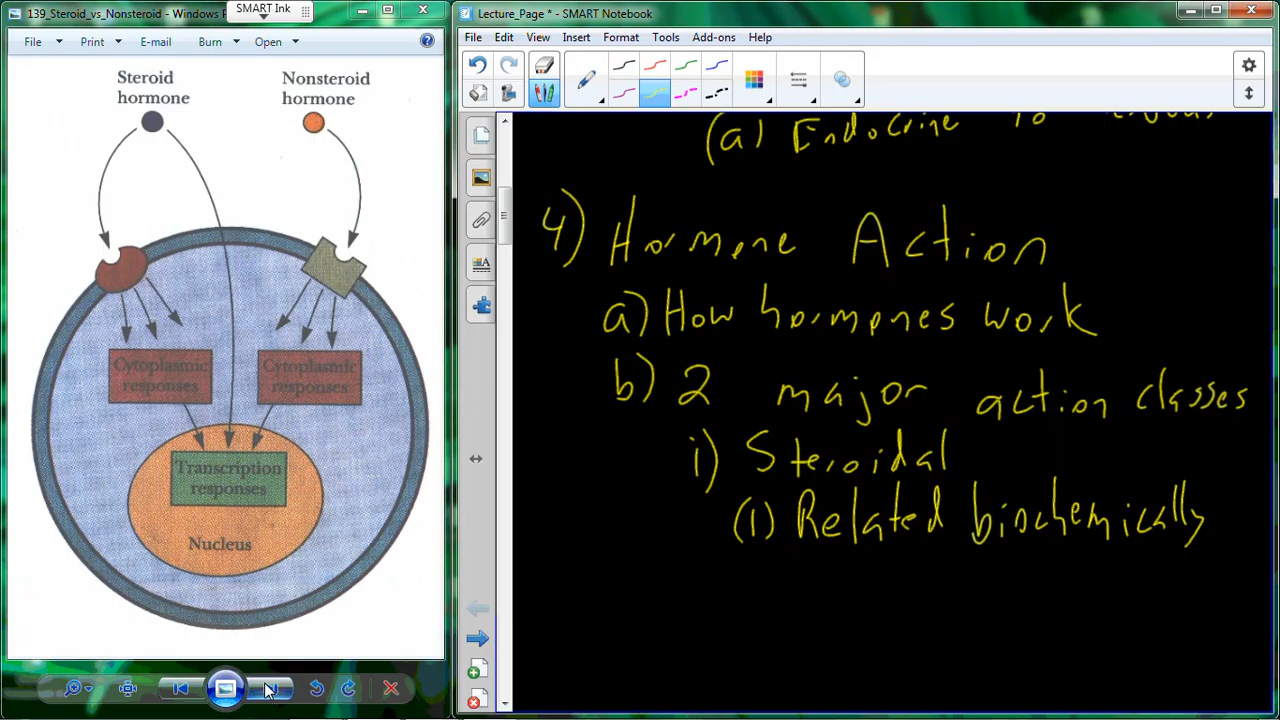 139_Steroid_vs_Nonsteroid - Windows P
SMART Ink
File Print E-mail Burn Open
Steroid
hormone
Nonsteroid
hormone
Cytoplasmic
responses
Cytoplasmic
responses
Transcription
responses
Nucleus
Lecture_Page * - SMART Notebook
File Edit View Insert Format Tools Add-ons Help
(a) Endocrine to
4) Hormone Action
a) How hormones work
b) 2 major action classes
i) Steroidal
(1) Related biochemically